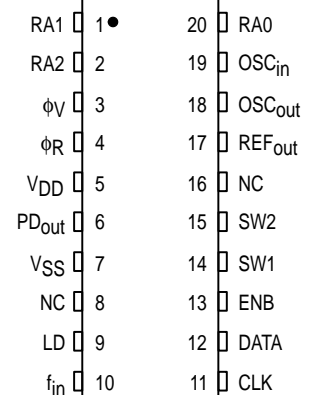 RA1 1 20 RA0
RA2 2 19 OSCin
ϕV 3 18 OSCout
ϕR 4 17 REFout
VDD 5 16 NC
PDout 6 15 SW2
VSS 7 14 SW1
NC 8 13 ENB
LD 9 12 DATA
fin 10 11 CLK